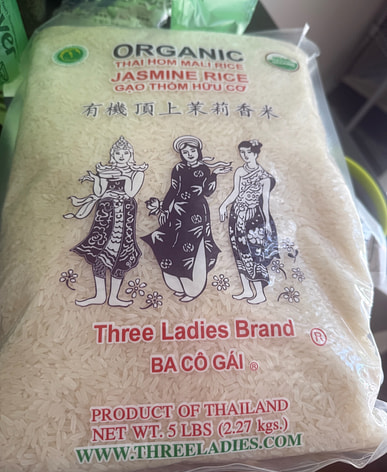 ORGANIC
THAI HOM MALI RICE
JASMINE RICE
GẠO THƠM HỮU CƠ
有機頂上茉莉香米
Three Ladies Brand ®
BA CÔ GÁI ®
PRODUCT OF THAILAND
NET WT. 5 LBS (2.27 kgs.)
WWW.THREELADIES.COM